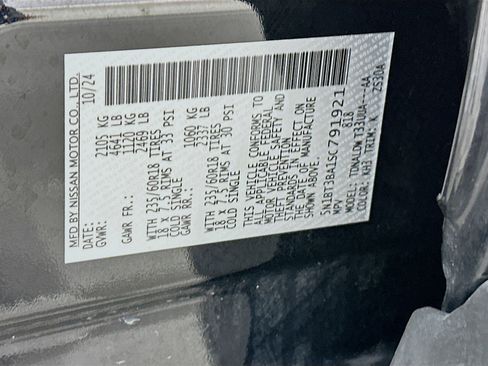 MFD BY NISSAN MOTOR CO.,LTD.
DATE: 10/24
GVWR: 2105 KG
4641 LB
GAWR FR.: 1120 KG
2469 LB
WITH 235/60R18 TIRES
18 X 7.5 RIMS AT 33 PSI
COLD SINGLE
GAWR RR.: 1060 KG
2337 LB
WITH 235/60R18 TIRES
18 X 7.5 RIMS AT 30 PSI
COLD SINGLE
THIS VEHICLE CONFORMS TO
ALL APPLICABLE FEDERAL
MOTOR VEHICLE SAFETY AND
THEFT PREVENTION
STANDARDS IN EFFECT ON
THE DATE OF MANUFACTURE
SHOWN ABOVE.
5N1BT3BA1SC791921
MPV 818
MODEL: TDMALDW T33UUA--AA
COLOR: KH3 TRIM: K ZS30A